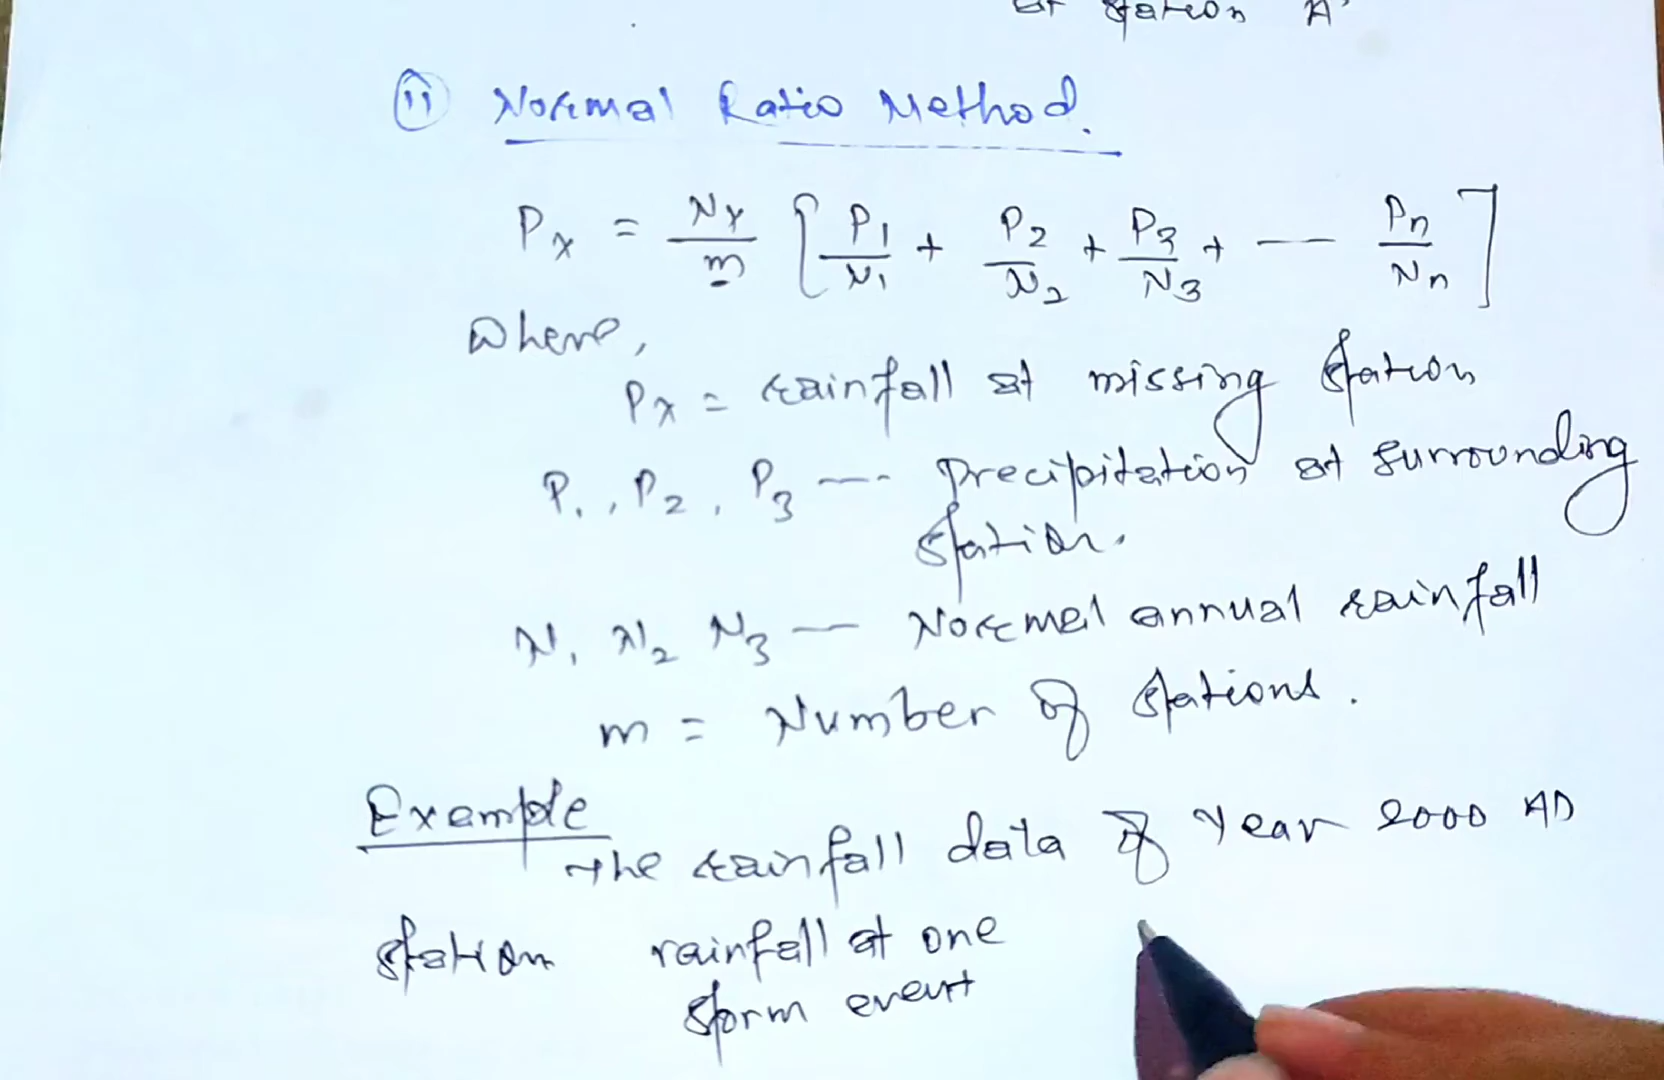 at station A
(ii) Normal Ratio Method.
Px = Nx/m [P1/N1 + P2/N2 + P3/N3 + — Pn/Nn]
where,
Px = rainfall at missing station
P1, P2, P3 --- precipitation at surrounding
station.
N1 N2 N3 — Normal annual rainfall
m = Number of stations.
Example
The rainfall data of year 2000 AD
station rainfall at one
storm event